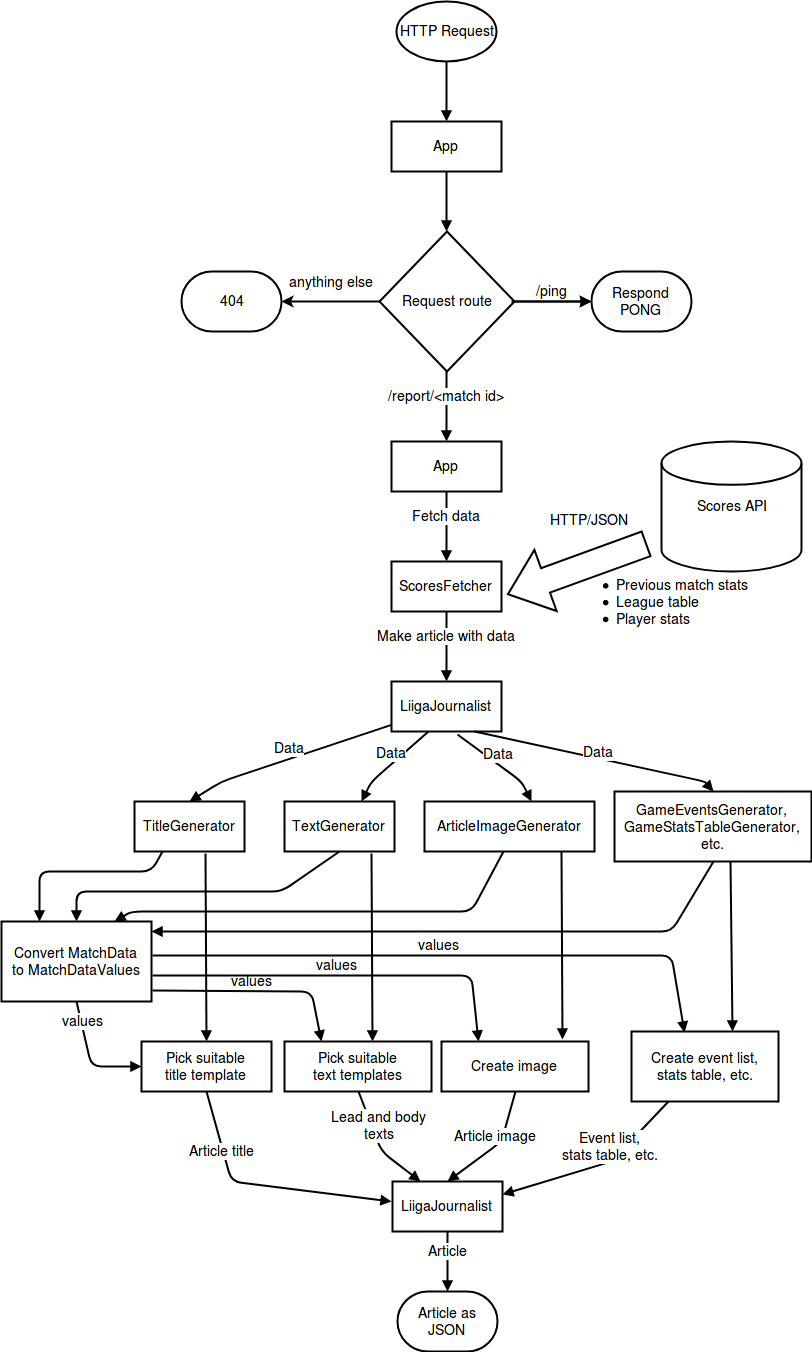 HTTP Request
App
anything else
404
Request route
/ping
Respond
PONG
/report/<match id>
App
Scores API
Fetch data
HTTP/JSON
ScoresFetcher
Previous match stats
League table
Player stats
Make article with data
LiigaJournalist
Data
Data
Data
Data
TitleGenerator
TextGenerator
ArticleImageGenerator
GameEventsGenerator,
GameStatsTableGenerator,
etc.
Convert MatchData
to MatchDataValues
values
values
values
values
Pick suitable
title template
Pick suitable
text templates
Create image
Create event list,
stats table, etc.
Article title
Lead and body
texts
Article image
Event list,
stats table, etc.
LiigaJournalist
Article
Article as
JSON